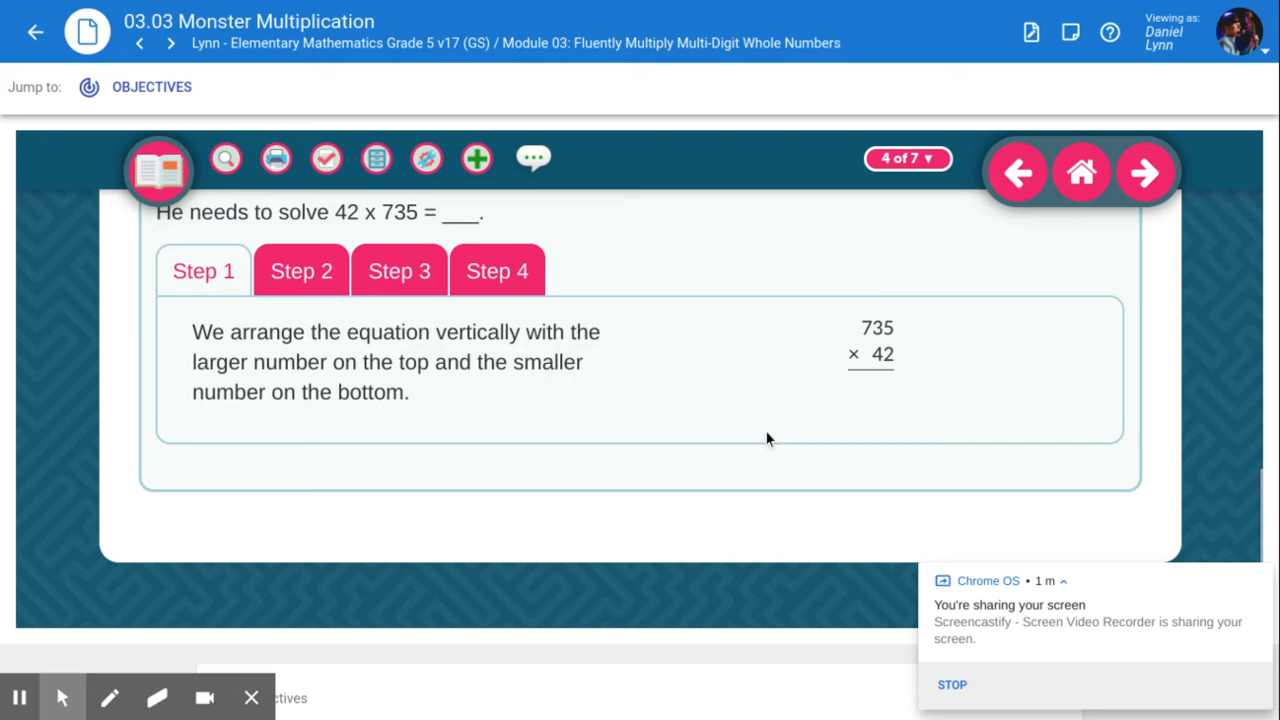 03.03 Monster Multiplication
Lynn - Elementary Mathematics Grade 5 v17 (GS) / Module 03: Fluently Multiply Multi-Digit Whole Numbers
Viewing as:
Daniel
Lynn
Jump to:
OBJECTIVES
4 of 7 ▼
He needs to solve 42 x 735 = ___.
Step 1
Step 2
Step 3
Step 4
We arrange the equation vertically with the
larger number on the top and the smaller
number on the bottom.
735
× 42
Chrome OS • 1 m
You're sharing your screen
Screencastify - Screen Video Recorder is sharing your
screen.
STOP
ctives